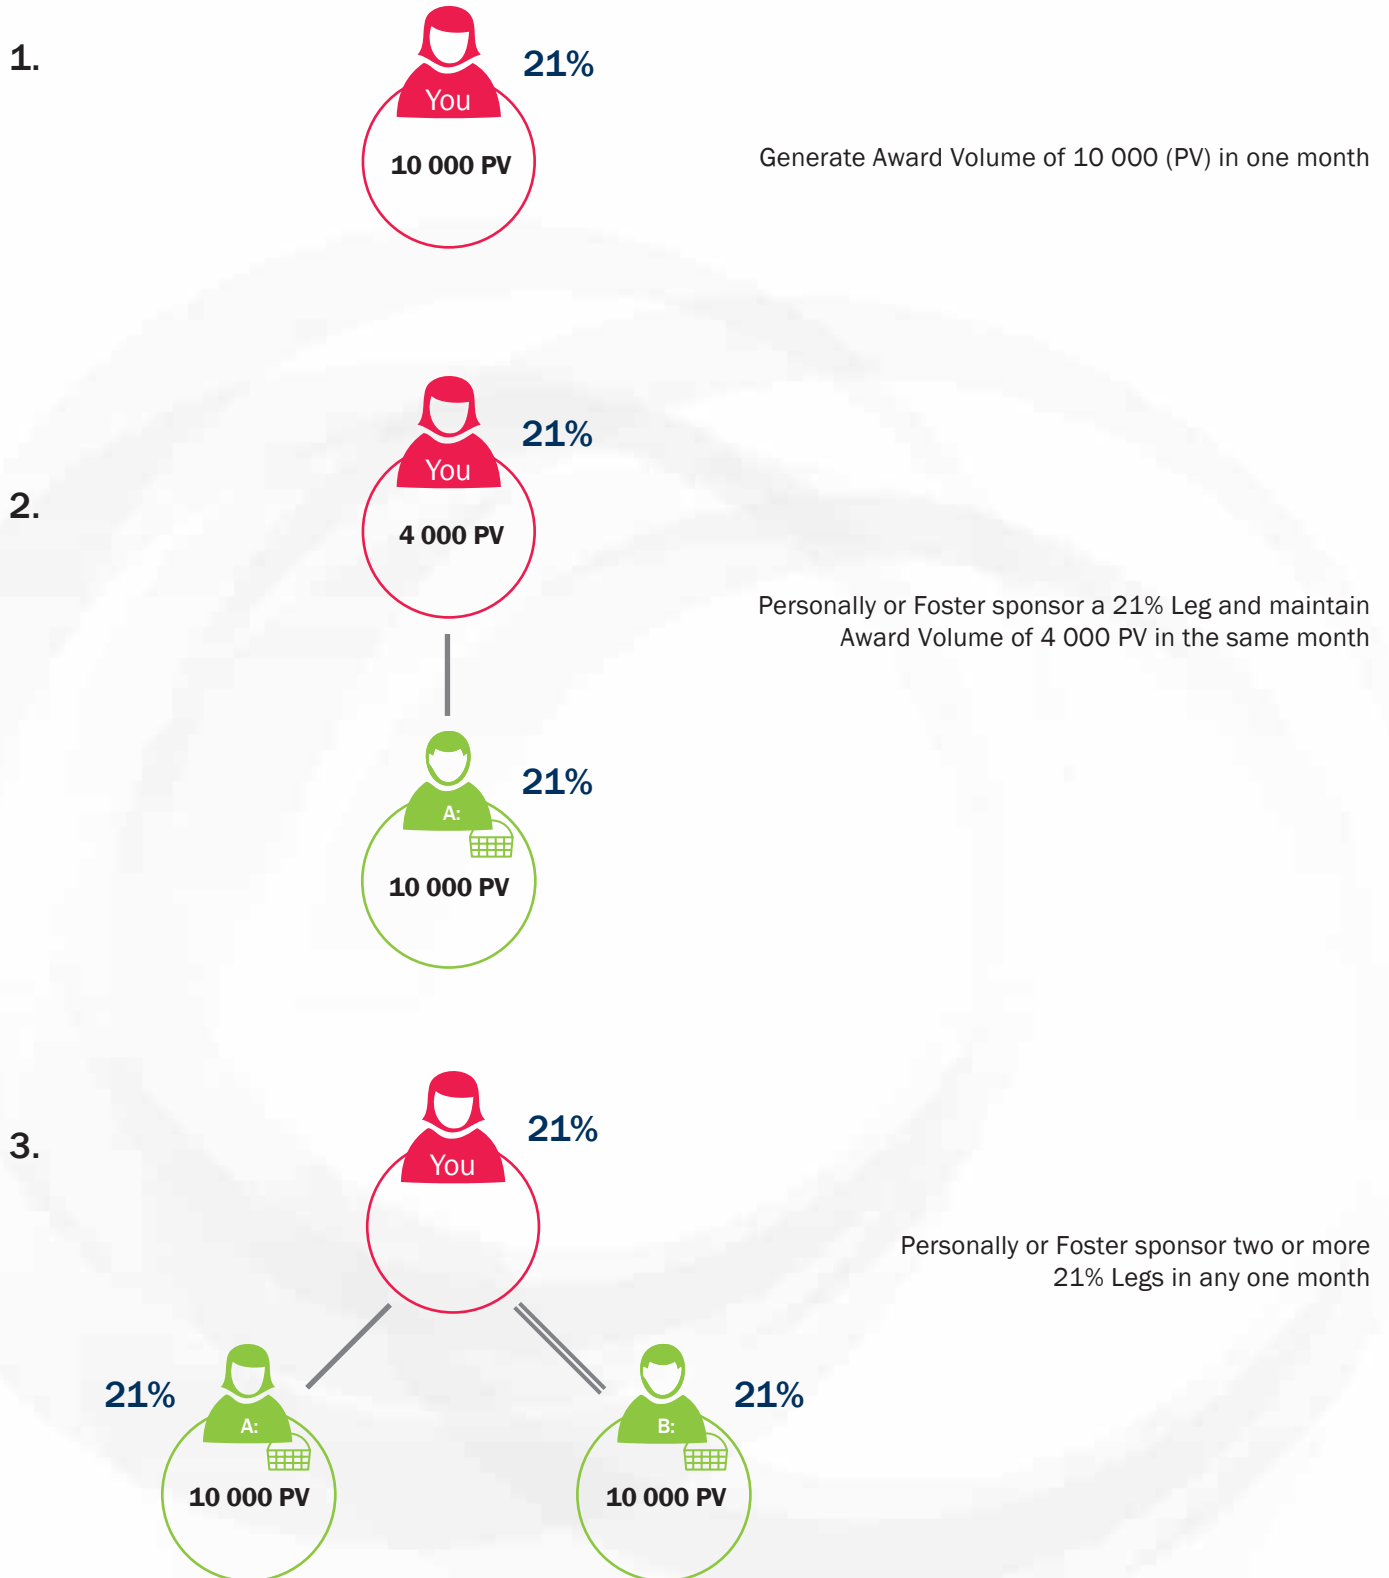 1.
21%
You
10 000 PV
Generate Award Volume of 10 000 (PV) in one month
2.
21%
You
4 000 PV
Personally or Foster sponsor a 21% Leg and maintain
Award Volume of 4 000 PV in the same month
21%
A:
10 000 PV
3.
21%
You
Personally or Foster sponsor two or more
21% Legs in any one month
21%
A:
10 000 PV
21%
B:
10 000 PV